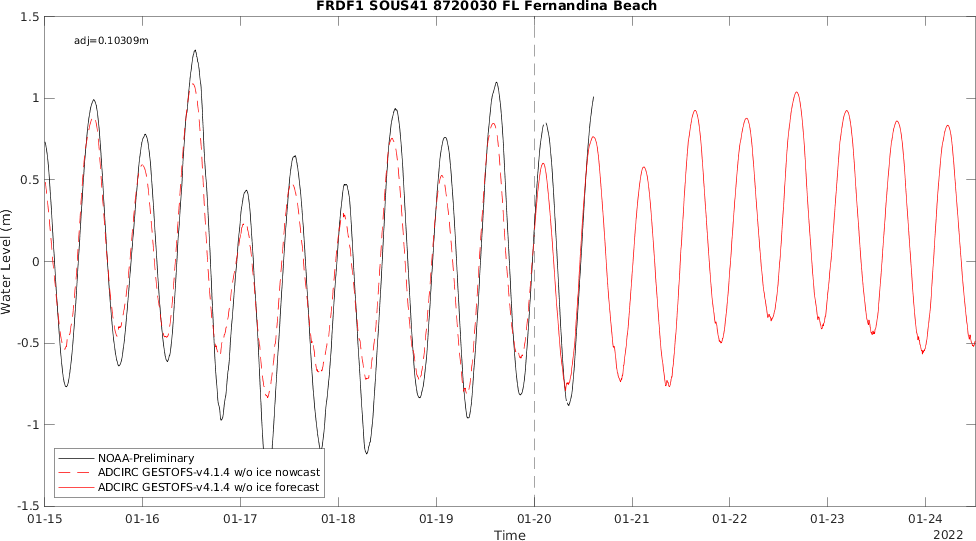 FRDF1 SOUS41 8720030 FL Fernandina Beach
1.5
adj=0.10309m
1
0.5
0
-0.5
-1
-1.5
Water Level (m)
NOAA-Preliminary
ADCIRC GESTOFS-v4.1.4 w/o ice nowcast
ADCIRC GESTOFS-v4.1.4 w/o ice forecast
01-15 01-16 01-17 01-18 01-19 01-20 01-21 01-22 01-23 01-24
Time
2022